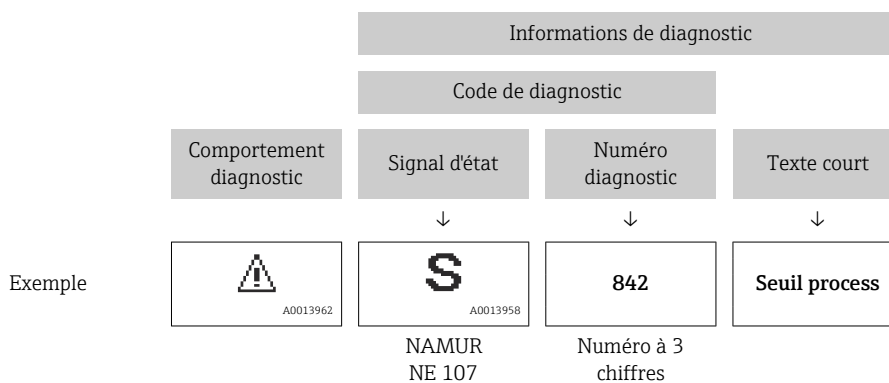 Informations de diagnostic
Code de diagnostic
Comportement
diagnostic
Signal d'état
Numéro
diagnostic
Texte court
↓ ↓ ↓
Exemple
A0013962
S
A0013958
842
Seuil process
NAMUR
NE 107
Numéro à 3
chiffres